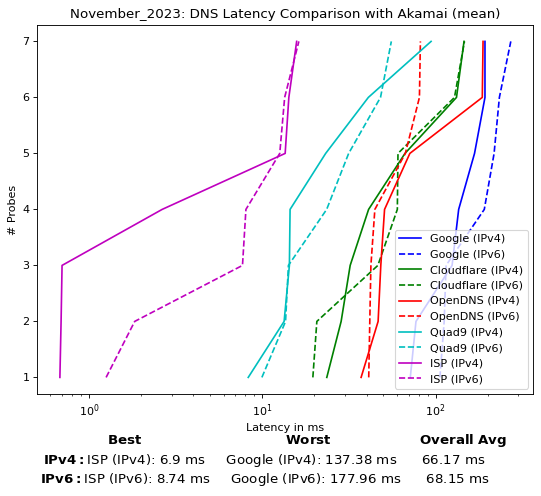 November_2023: DNS Latency Comparison with Akamai (mean)
7
6
5
4
3
2
1
# Probes
Google (IPv4)
Google (IPv6)
Cloudflare (IPv4)
Cloudflare (IPv6)
OpenDNS (IPv4)
OpenDNS (IPv6)
Quad9 (IPv4)
Quad9 (IPv6)
ISP (IPv4)
ISP (IPv6)
10⁰ 10¹ 10²
Latency in ms
Best Worst Overall Avg
IPv4: ISP (IPv4): 6.9 ms Google (IPv4): 137.38 ms 66.17 ms
IPv6: ISP (IPv6): 8.74 ms Google (IPv6): 177.96 ms 68.15 ms